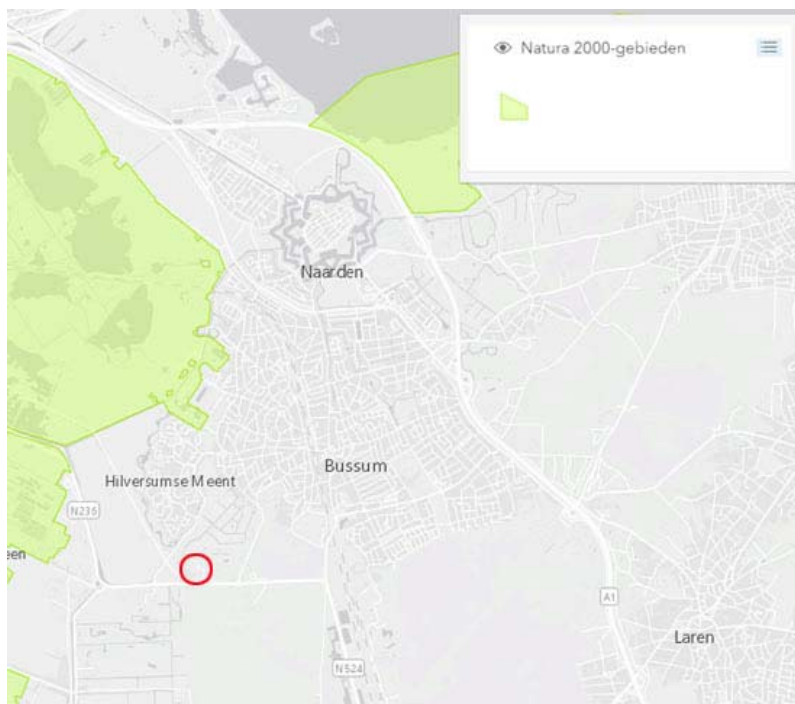 Natura 2000-gebieden
Naarden
Bussum
Hilversumse Meent
N236
een
A1
Laren
N524